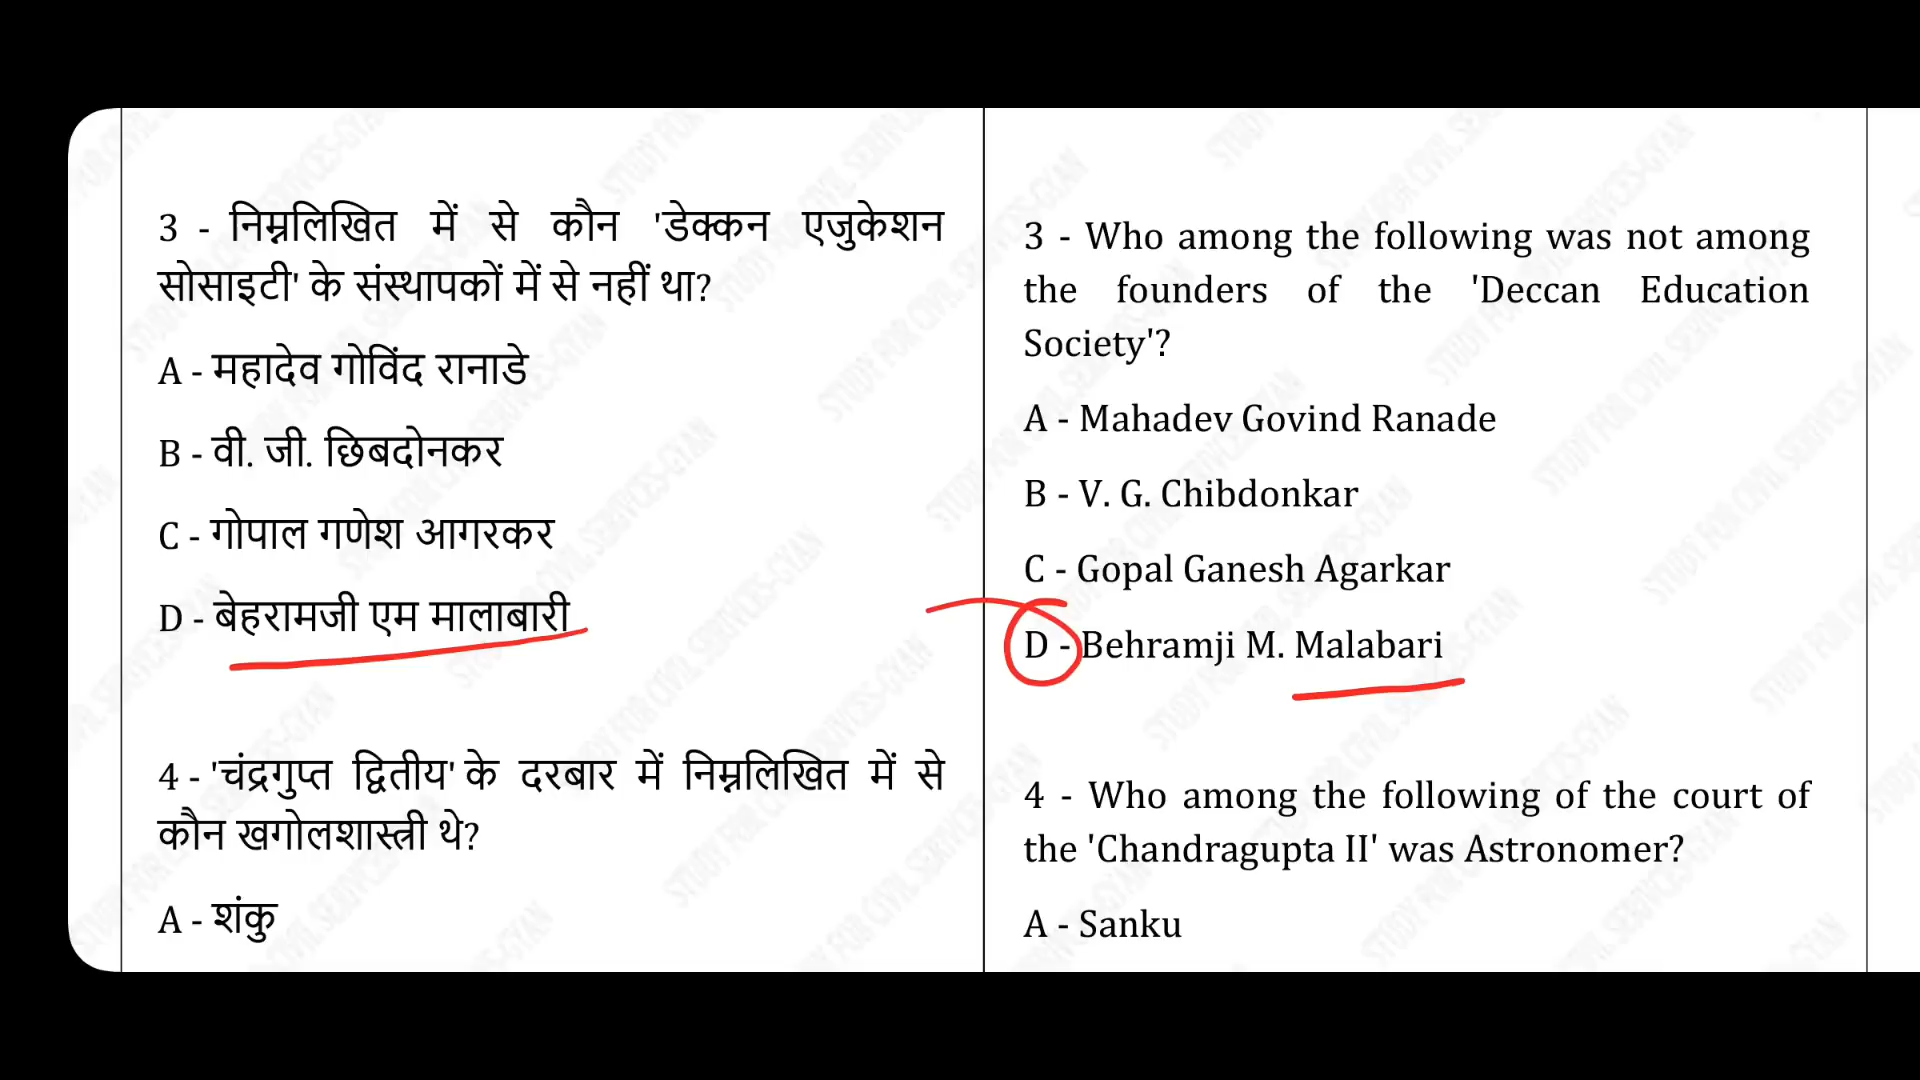 3 - निम्नलिखित में से कौन 'डेक्कन एजुकेशन
सोसाइटी' के संस्थापकों में से नहीं था?
A - महादेव गोविंद रानाडे
B - वी. जी. छिबदोनकर
C - गोपाल गणेश आगरकर
D - बेहरामजी एम मालाबारी
4 - 'चंद्रगुप्त द्वितीय' के दरबार में निम्नलिखित में से
कौन खगोलशास्त्री थे?
A - शंकु
3 - Who among the following was not among
the founders of the 'Deccan Education
Society'?
A - Mahadev Govind Ranade
B - V. G. Chibdonkar
C - Gopal Ganesh Agarkar
D - Behramji M. Malabari
4 - Who among the following of the court of
the 'Chandragupta II' was Astronomer?
A - Sanku